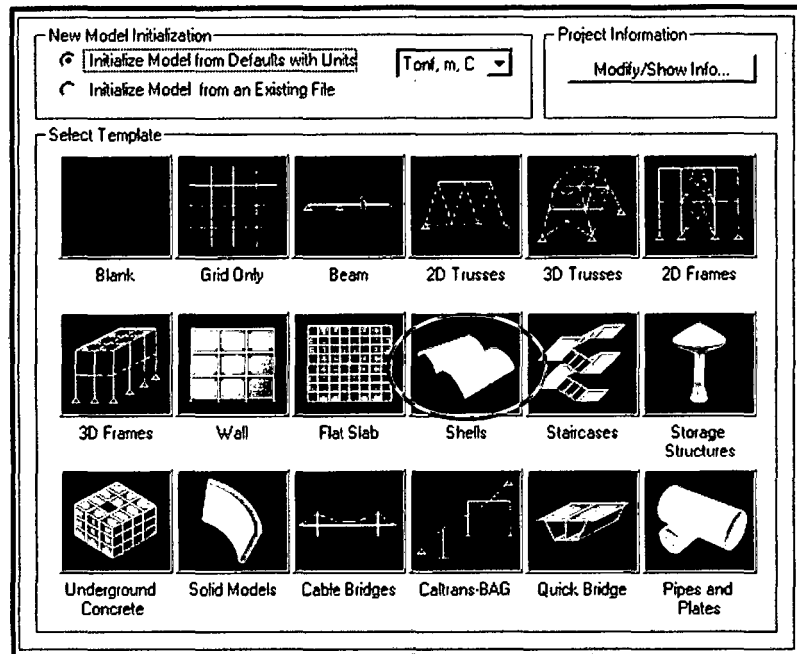 New Model Initialization
Initialize Model from Defaults with Units
Tonf, m, C
Initialize Model from an Existing File
Project Information
Modify/Show Info...
Select Template
Blank
Grid Only
Beam
2D Trusses
3D Trusses
2D Frames
3D Frames
Wall
Flat Slab
Shells
Staircases
Storage
Structures
Underground
Concrete
Solid Models
Cable Bridges
Caltrans-BAG
Quick Bridge
Pipes and
Plates